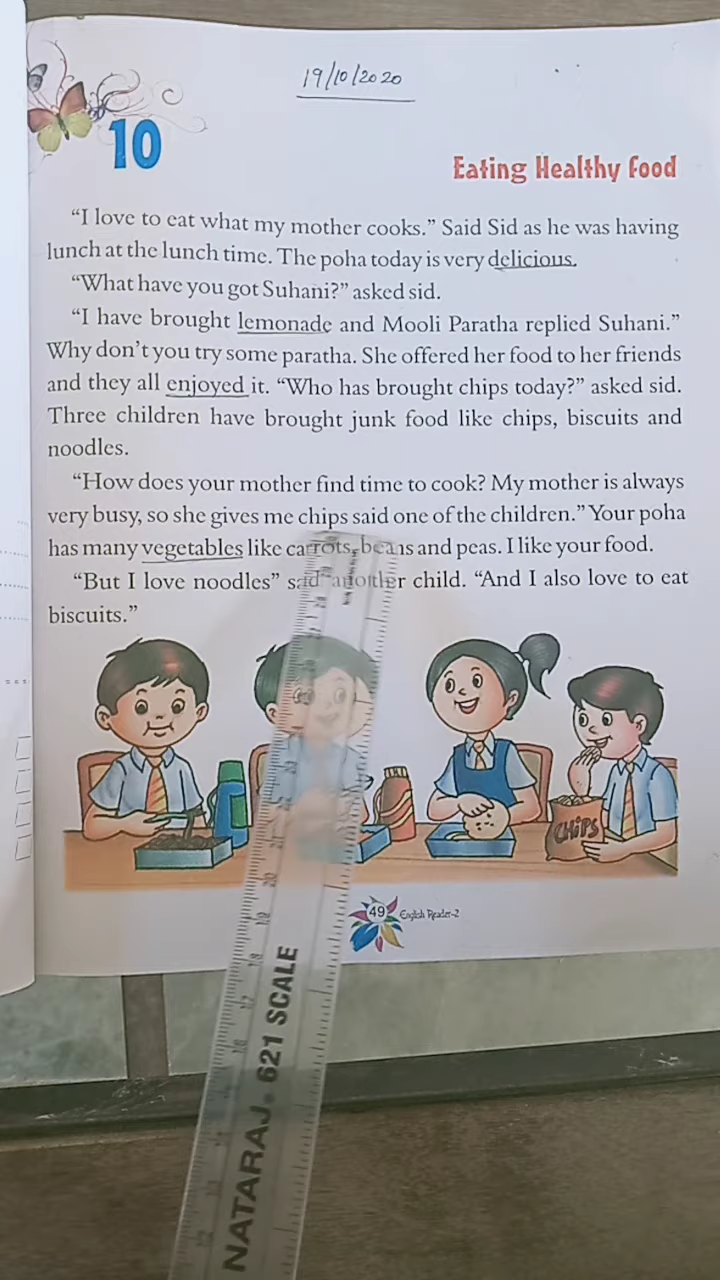 19/10/2020
10
Eating Healthy Food
“I love to eat what my mother cooks.” Said Sid as he was having
lunch at the lunch time. The poha today is very delicious.
“What have you got Suhani?” asked sid.
“I have brought lemonade and Mooli Paratha replied Suhani.”
Why don’t you try some paratha. She offered her food to her friends
and they all enjoyed it. “Who has brought chips today?” asked sid.
Three children have brought junk food like chips, biscuits and
noodles.
“How does your mother find time to cook? My mother is always
very busy, so she gives me chips said one of the children.” Your poha
has many vegetables like carrots, beans and peas. I like your food.
“But I love noodles” said another child. “And I also love to eat
biscuits.”
CHIPS
49 English Reader-2
NATARAJ 621 SCALE